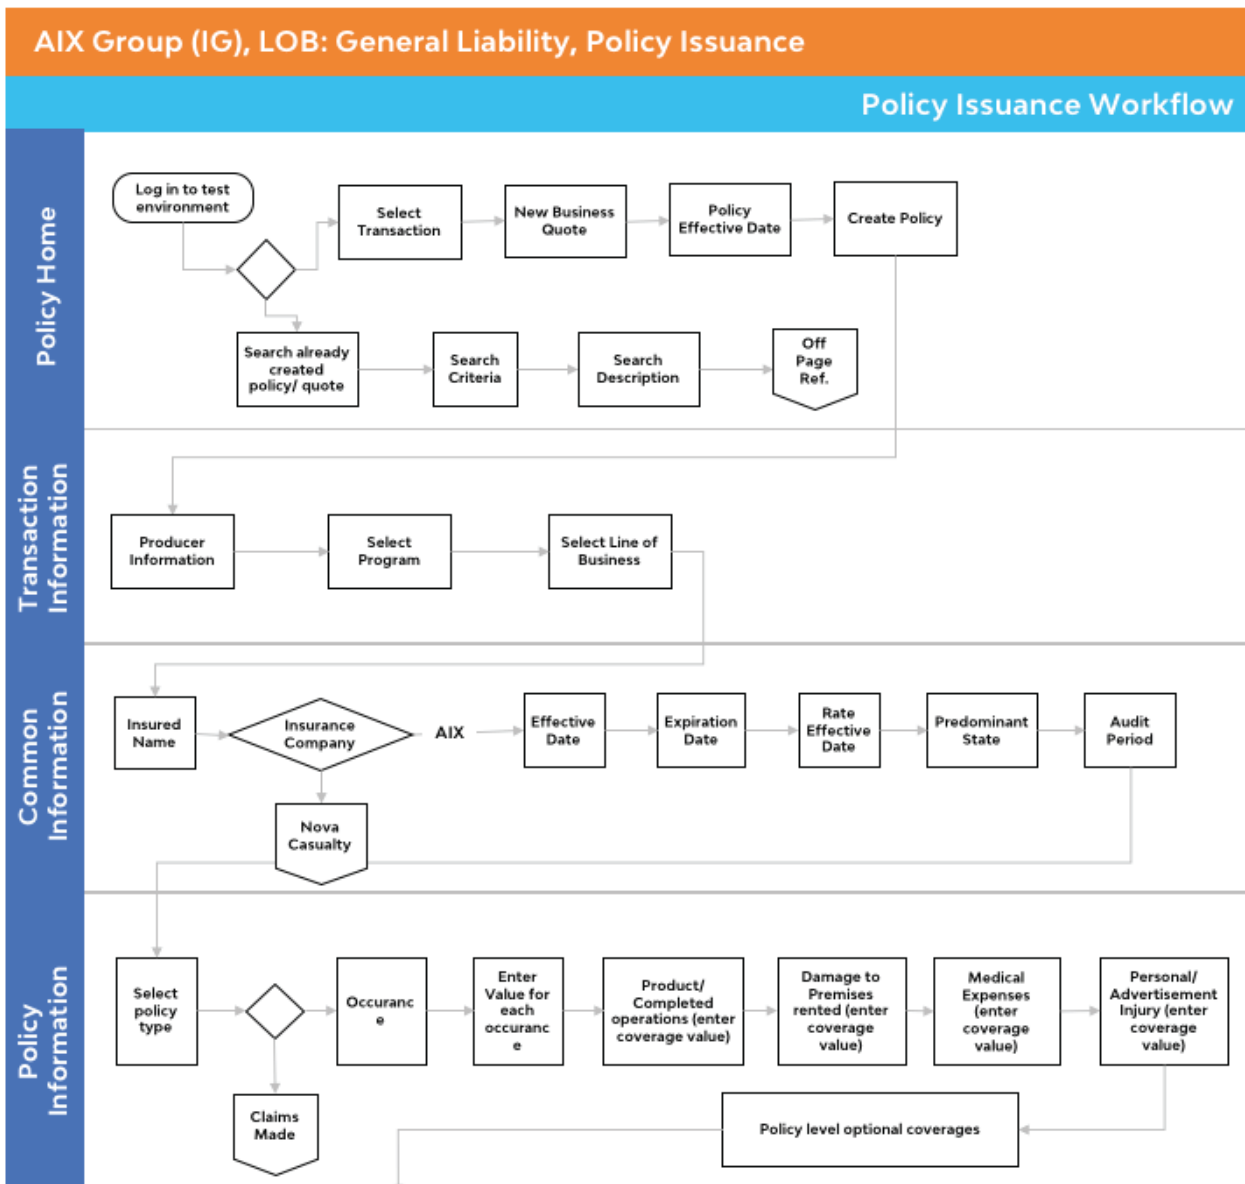 AIX Group (IG), LOB: General Liability, Policy Issuance
Policy Issuance Workflow
Policy Home
Log in to test
environment
Select
Transaction
New Business
Quote
Policy
Effective Date
Create Policy
Search already
created
policy/ quote
Search
Criteria
Search
Description
Off
Page
Ref.
Transaction
Information
Producer
Information
Select
Program
Select Line of
Business
Common
Information
Insured
Name
Insurance
Company
AIX
Effective
Date
Expiration
Date
Rate
Effective
Date
Predominant
State
Audit
Period
Nova
Casualty
Policy
Information
Select
policy
type
Occuranc
e
Enter
Value for
each
occuranc
e
Product/
Completed
operations (enter
coverage value)
Damage to
Premises
rented (enter
coverage
value)
Medical
Expenses
(enter
coverage
value)
Personal/
Advertisement
Injury (enter
coverage
value)
Claims
Made
Policy level optional coverages